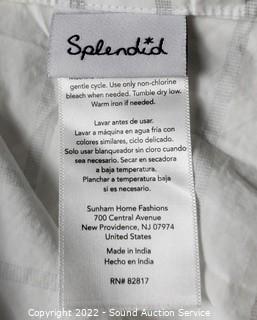 Splendid
gentle cycle. Use only non-chlorine
bleach when needed. Tumble dry low.
Warm iron if needed.
Lavar antes de usar.
Lavar a máquina en agua fría con
colores similares, ciclo delicado.
Solo usar blanqueador sin cloro cuando
sea necesario. Secar en secadora
a baja temperatura.
Planchar a temperatura baja
si es necesario.
Sunham Home Fashions
700 Central Avenue
New Providence, NJ 07974
United States
Made in India
Hecho en India
RN# 82817
Copyright 2022 - Sound Auction Service